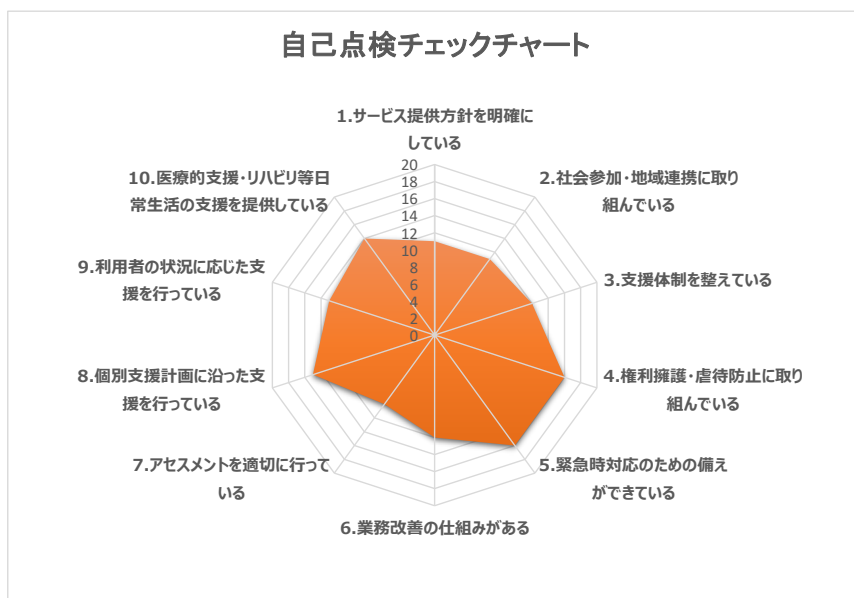 自己点検チェックチャート
1.サービス提供方針を明確に
している
2.社会参加・地域連携に取り
組んでいる
3.支援体制を整えている
4.権利擁護・虐待防止に取り
組んでいる
5.緊急時対応のための備え
ができている
6.業務改善の仕組みがある
7.アセスメントを適切に行って
いる
8.個別支援計画に沿った支
援を行っている
9.利用者の状況に応じた支
援を行っている
10.医療的支援・リハビリ等日
常生活の支援を提供している
20
18
16
14
12
10
8
6
4
2
0